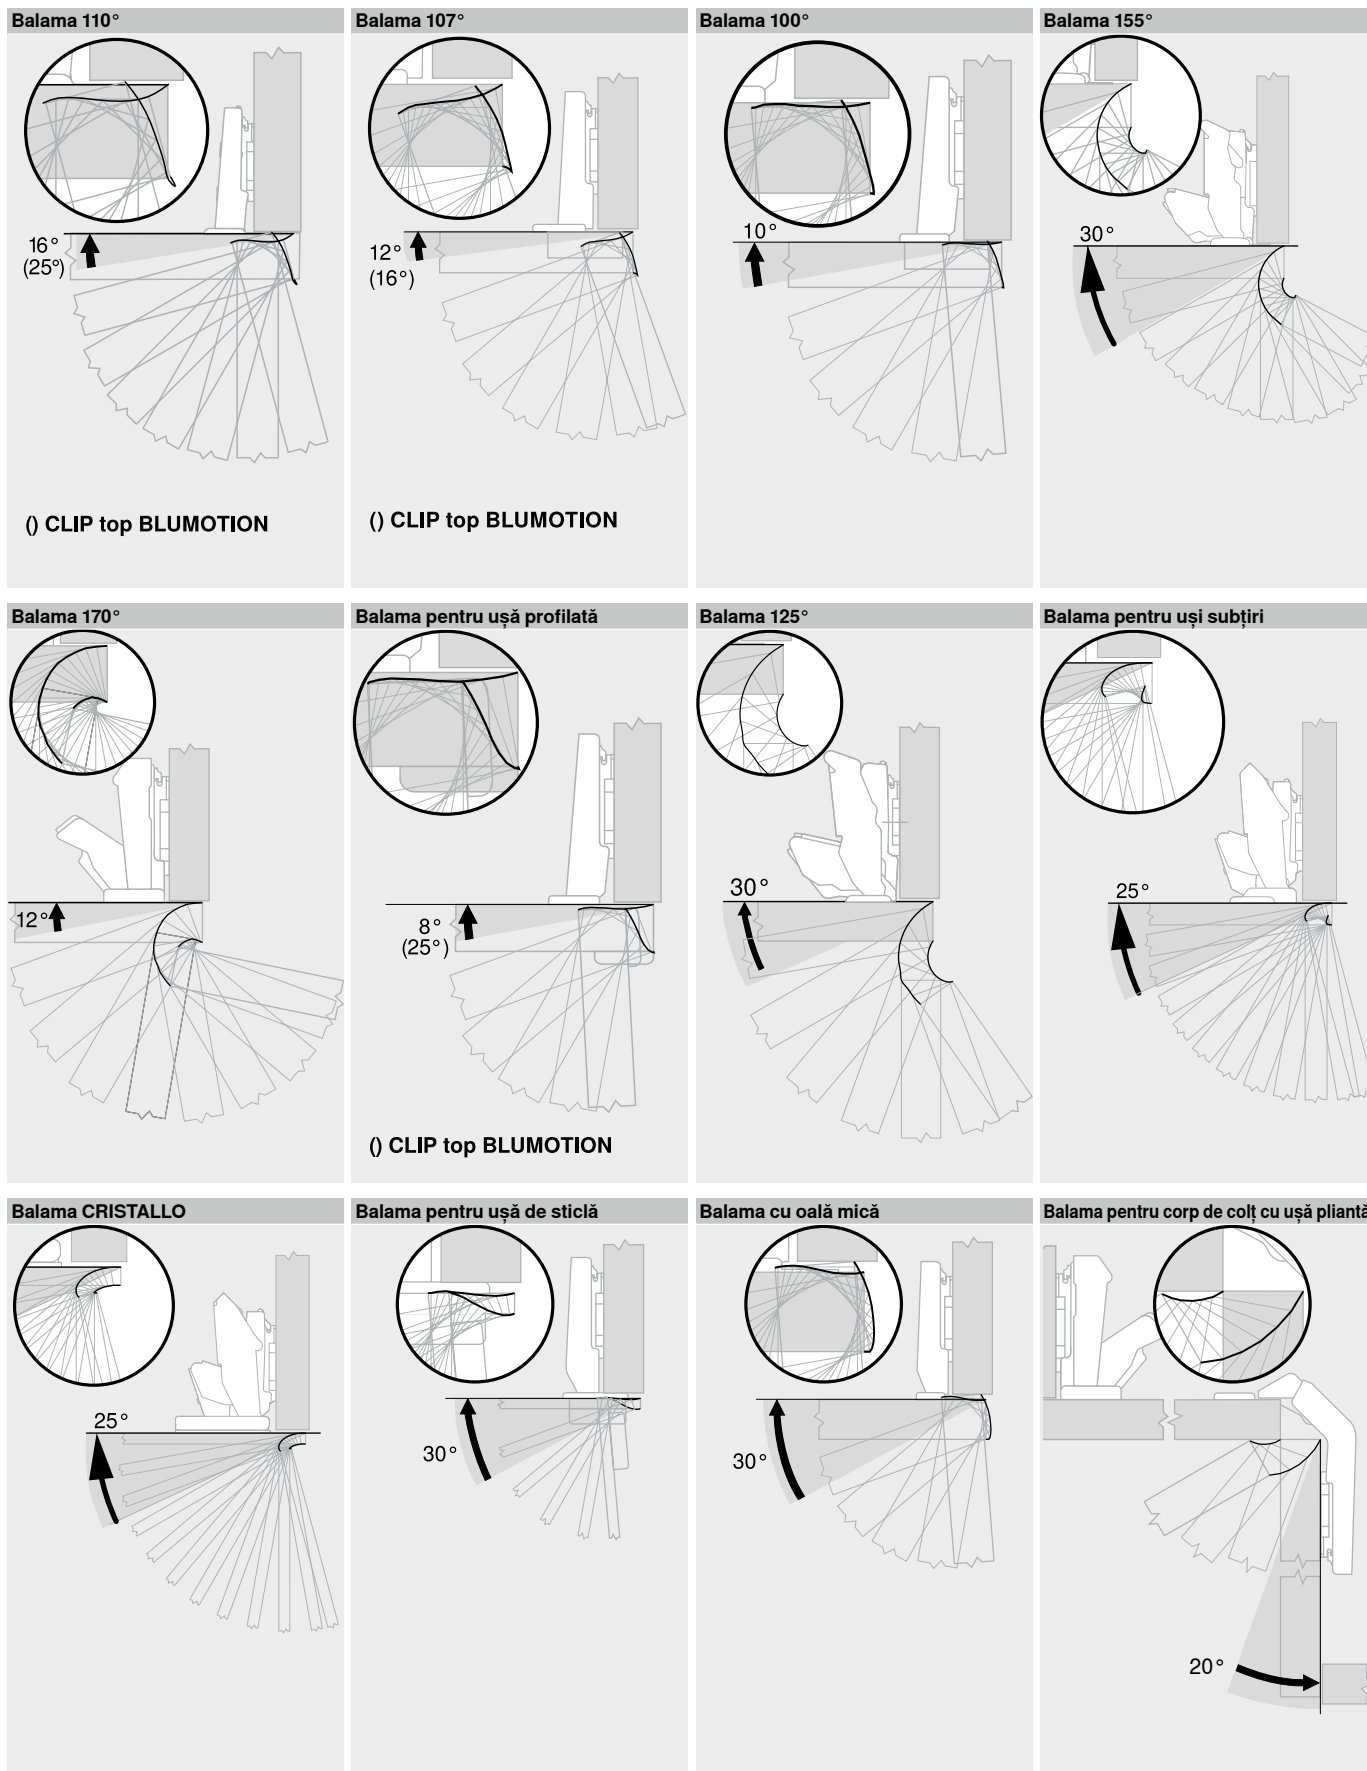 Balama 110°
16°
(25°)
() CLIP top BLUMOTION
Balama 107°
12°
(16°)
() CLIP top BLUMOTION
Balama 100°
10°
Balama 155°
30°
Balama 170°
12°
Balama pentru ușă profilată
8°
(25°)
() CLIP top BLUMOTION
Balama 125°
30°
Balama pentru uși subțiri
25°
Balama CRISTALLO
25°
Balama pentru ușă de sticlă
30°
Balama cu oală mică
30°
Balama pentru corp de colț cu ușă pliantă
20°